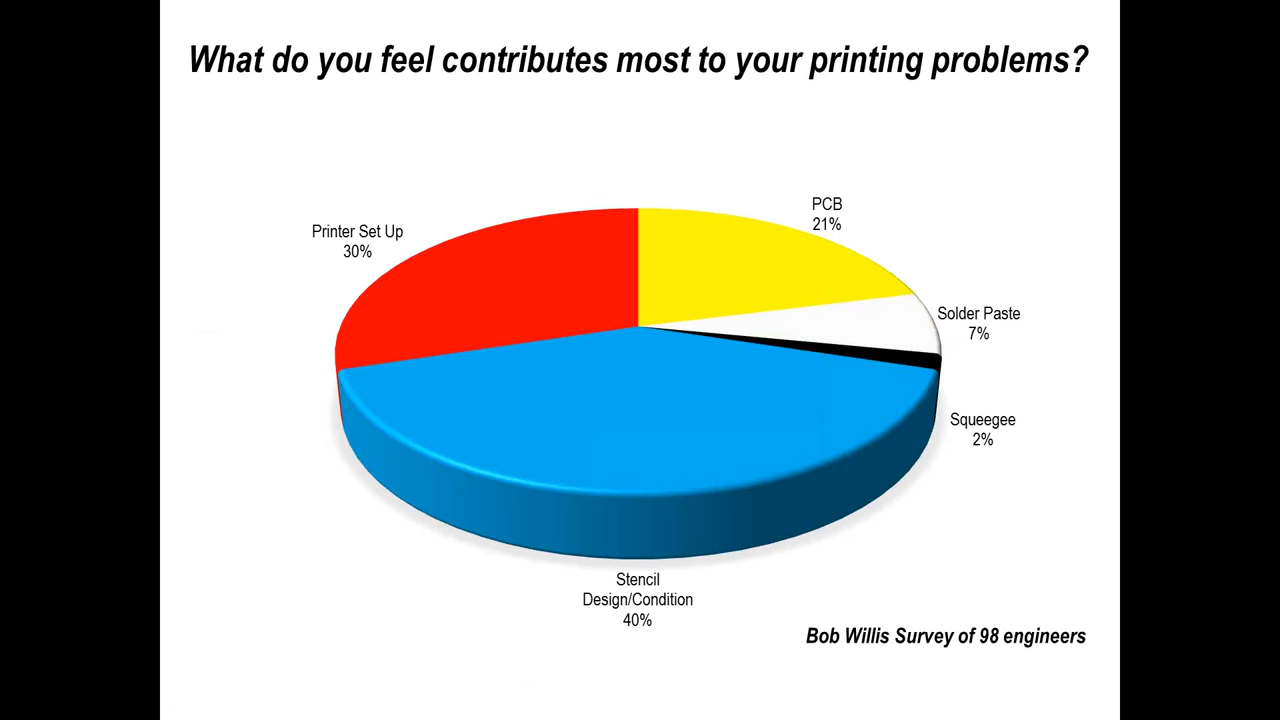 What do you feel contributes most to your printing problems?
PCB
21%
Printer Set Up
30%
Solder Paste
7%
Squeegee
2%
Stencil
Design/Condition
40%
Bob Willis Survey of 98 engineers